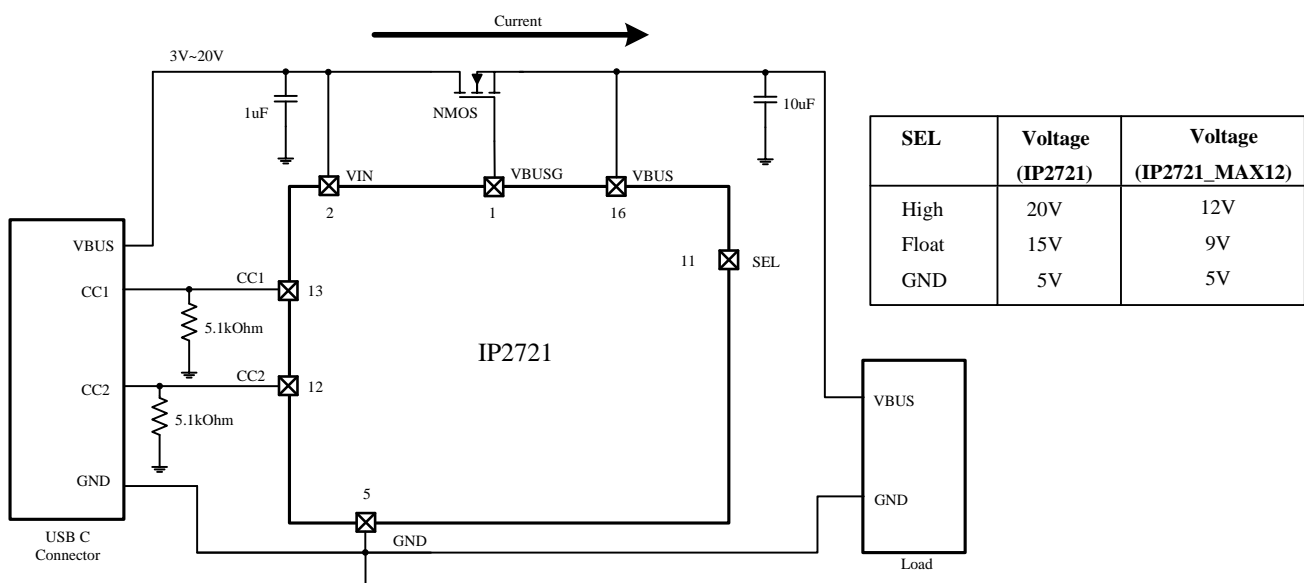 Current
3V~20V
1uF
NMOS
10uF
VIN
VBUSG
VBUS
2
1
16
SEL
Voltage
(IP2721)
Voltage
(IP2721_MAX12)
High
20V
12V
Float
15V
9V
GND
5V
5V
11
SEL
VBUS
CC1
CC1
13
5.1kOhm
IP2721
CC2
CC2
12
5.1kOhm
VBUS
GND
5
GND
GND
USB C
Connector
Load